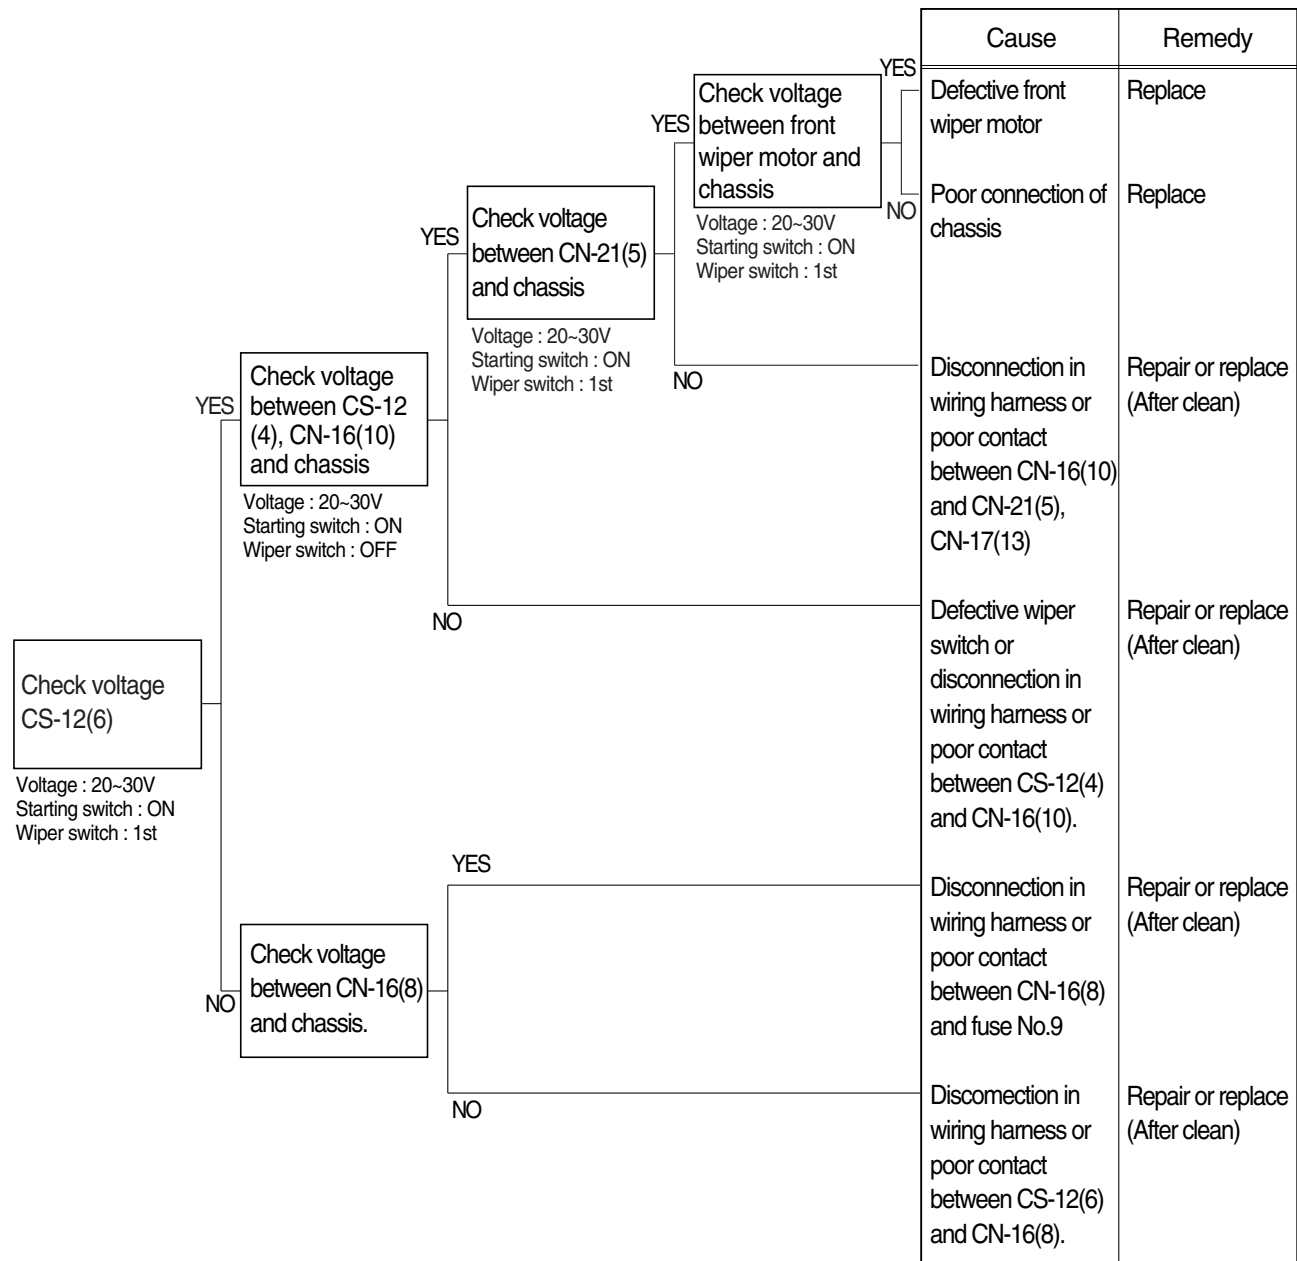 Cause
Remedy
YES
Check voltage
between front
wiper motor and
chassis
YES
Voltage : 20~30V
Starting switch : ON
Wiper switch : 1st
NO
Defective front
wiper motor
Replace
Poor connection of
chassis
Replace
YES
Check voltage
between CN-21(5)
and chassis
Voltage : 20~30V
Starting switch : ON
Wiper switch : 1st
NO
Disconnection in
wiring harness or
poor contact
between CN-16(10)
and CN-21(5),
CN-17(13)
Repair or replace
(After clean)
YES
Check voltage
between CS-12
(4), CN-16(10)
and chassis
Voltage : 20~30V
Starting switch : ON
Wiper switch : OFF
NO
Defective wiper
switch or
disconnection in
wiring harness or
poor contact
between CS-12(4)
and CN-16(10).
Repair or replace
(After clean)
Check voltage
CS-12(6)
Voltage : 20~30V
Starting switch : ON
Wiper switch : 1st
YES
Disconnection in
wiring harness or
poor contact
between CN-16(8)
and fuse No.9
Repair or replace
(After clean)
NO
Check voltage
between CN-16(8)
and chassis.
NO
Discomection in
wiring harness or
poor contact
between CS-12(6)
and CN-16(8).
Repair or replace
(After clean)